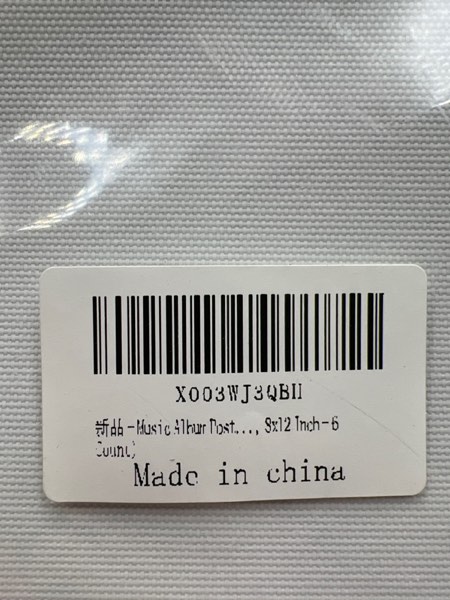 X003WJ3QBH
新品 -Music Album Post..., 8x12 Inch-6
Count)
Made in china